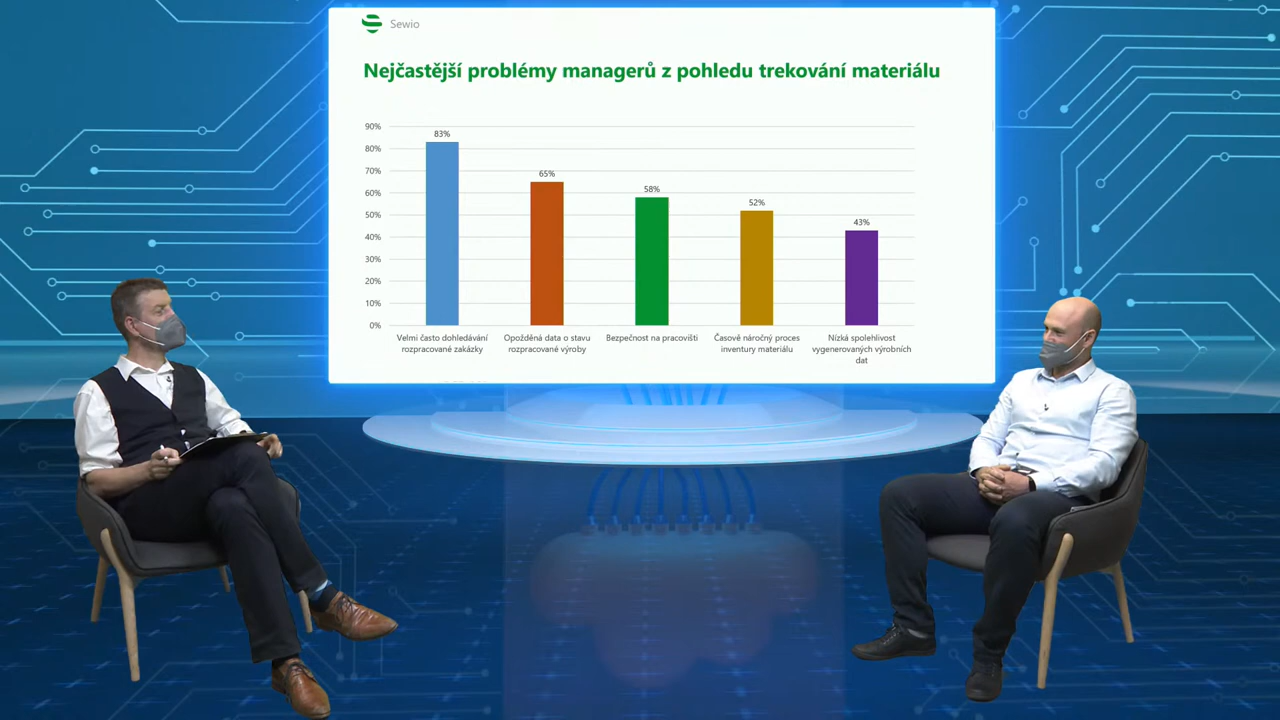 Sewio
Nejčastější problémy managerů z pohledu trekování materiálu
90%
80%
70%
60%
50%
40%
30%
20%
10%
0%
83%
65%
58%
52%
43%
Velmi často dohledávání
rozpracované zakázky
Opožděná data o stavu
rozpracované výroby
Bezpečnost na pracovišti
Časově náročný proces
inventury materiálu
Nízká spolehlivost
vygenerovaných výrobních
dat